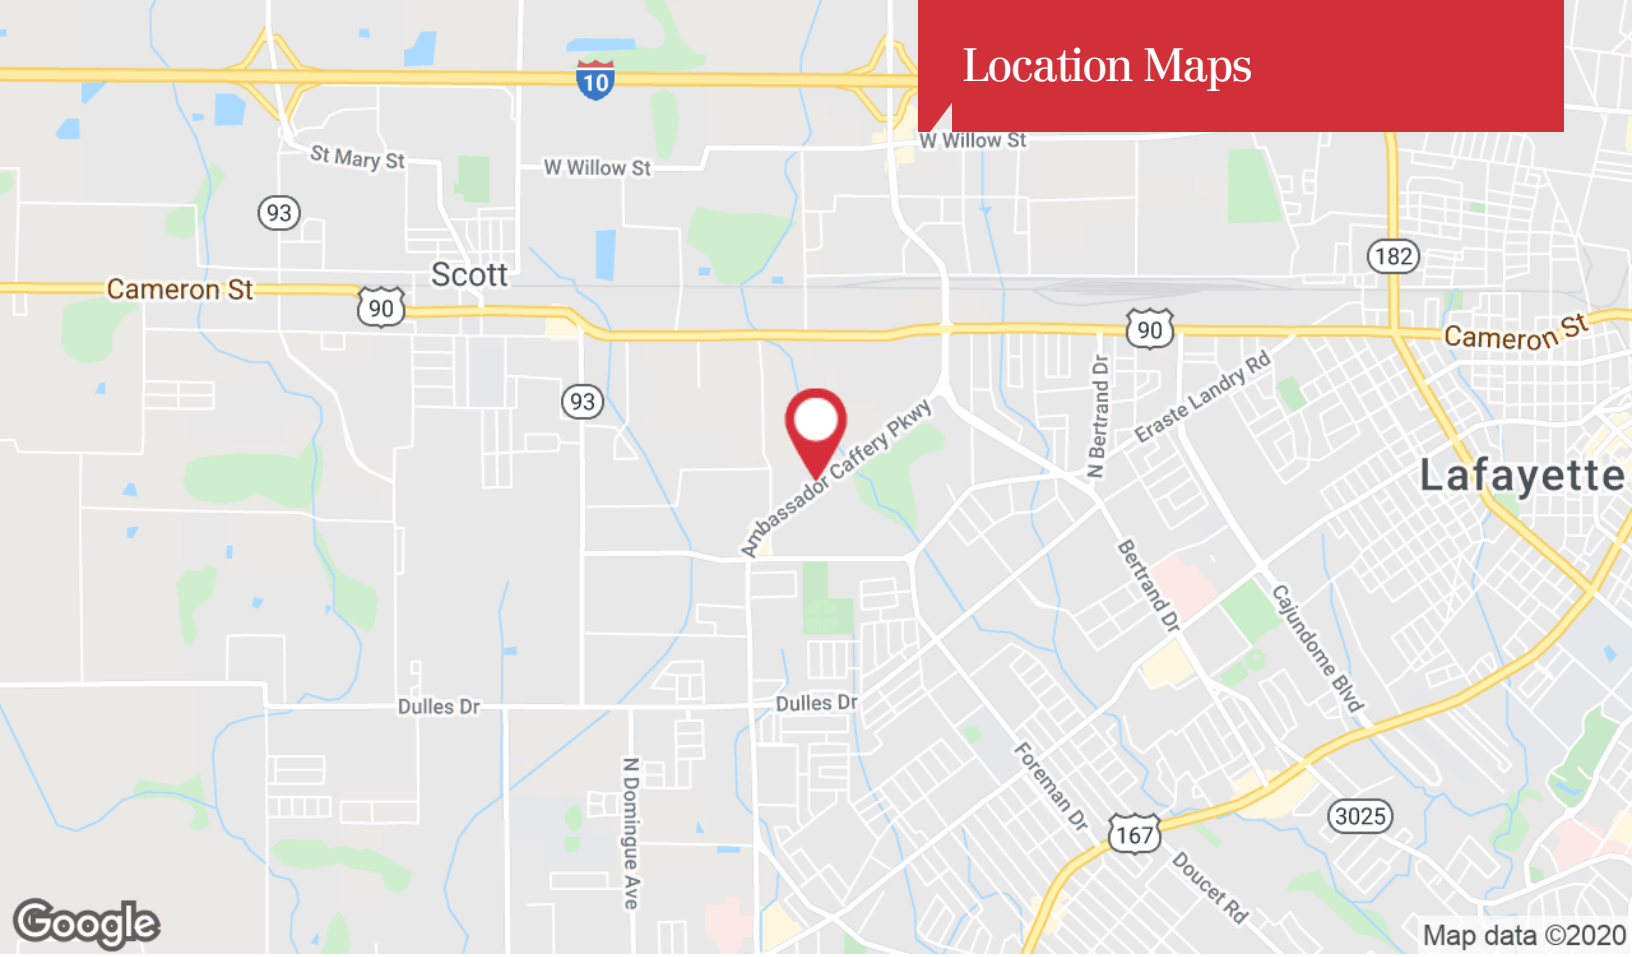 Location Maps
10
W Willow St
St Mary St
W Willow St
93
182
Scott
Cameron St
90
90
Cameron St
N Bertrand Dr
Eraste Landry Rd
93
Ambassador Caffery Pkwy
Lafayette
Bertrand Dr
Cajundome Blvd
Dulles Dr
Dulles Dr
Foreman Dr
N Domingue Ave
167
3025
Doucet Rd
Google
Map data ©2020